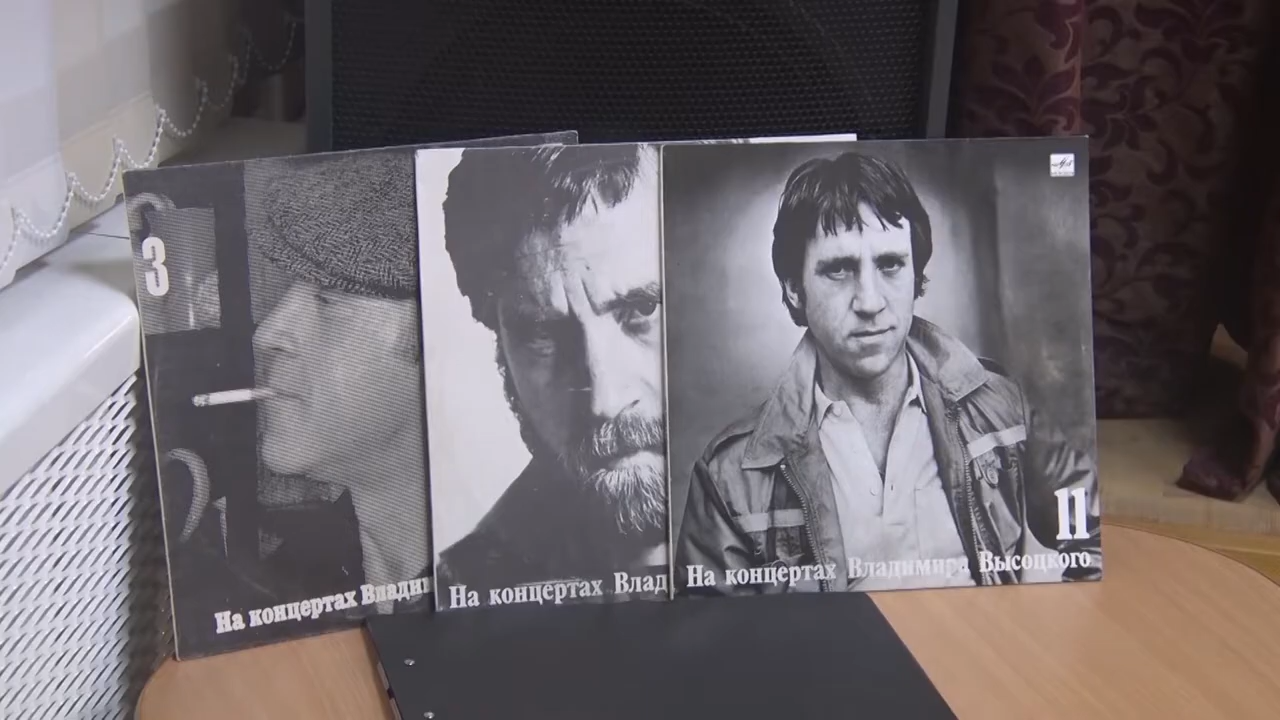 3
На концертах Влади
На концертах Влад
11
На концертах Владимира Высоцкого